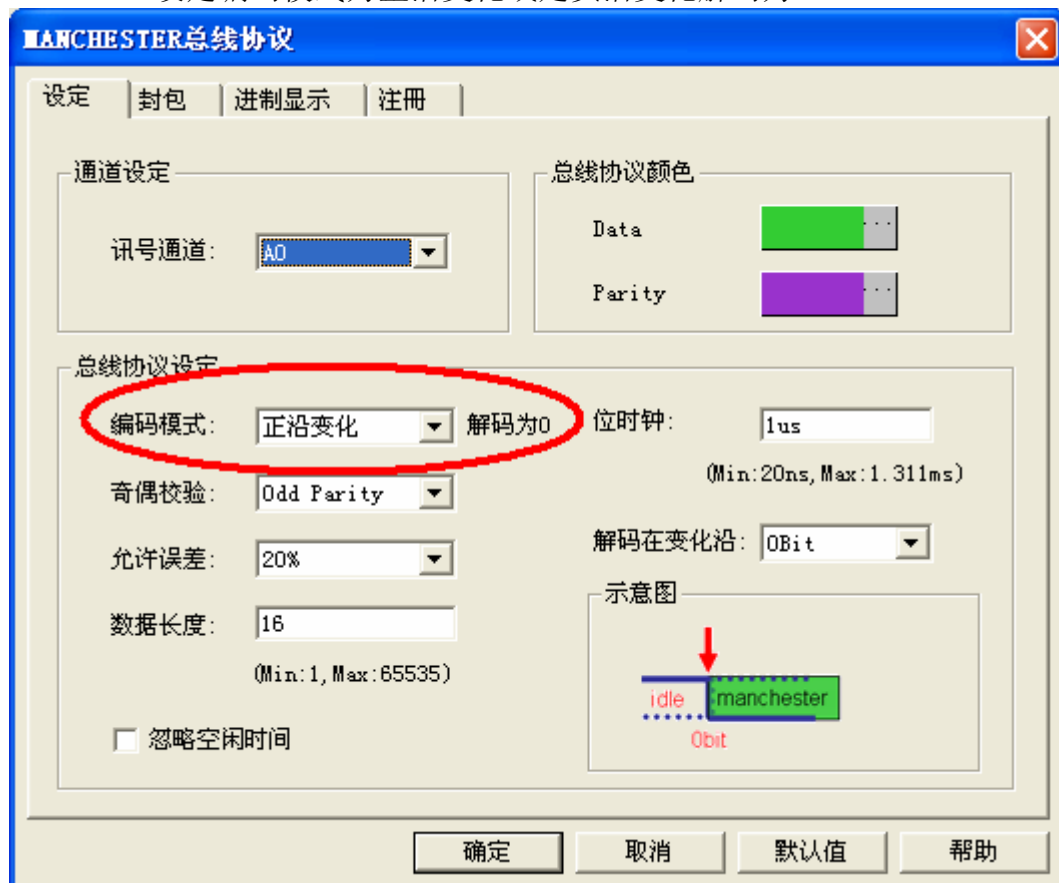 MANCHESTER总线协议
设定 封包 进制显示 注册
通道设定
讯号通道: A0
总线协议颜色
Data ...
Parity ...
总线协议设定
编码模式: 正沿变化 解码为0
位时钟: 1us
(Min:20ns,Max:1.311ms)
奇偶校验: Odd Parity
解码在变化沿: 0Bit
允许误差: 20%
数据长度: 16
(Min:1,Max:65535)
忽略空闲时间
示意图
idle manchester
0bit
确定 取消 默认值 帮助